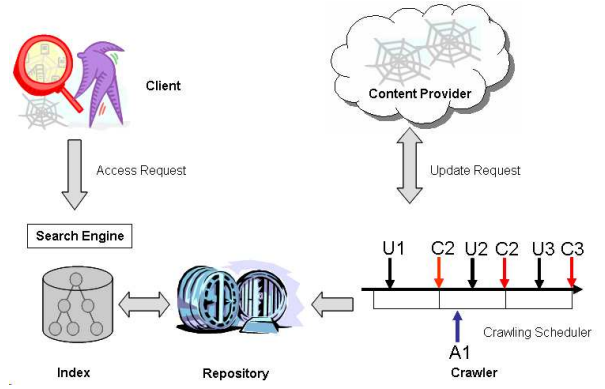 Client
Content Provider
Access Request
Update Request
Search Engine
U1 C2 U2 C2 U3 C3
Crawling Scheduler
A1
Index
Repository
Crawler